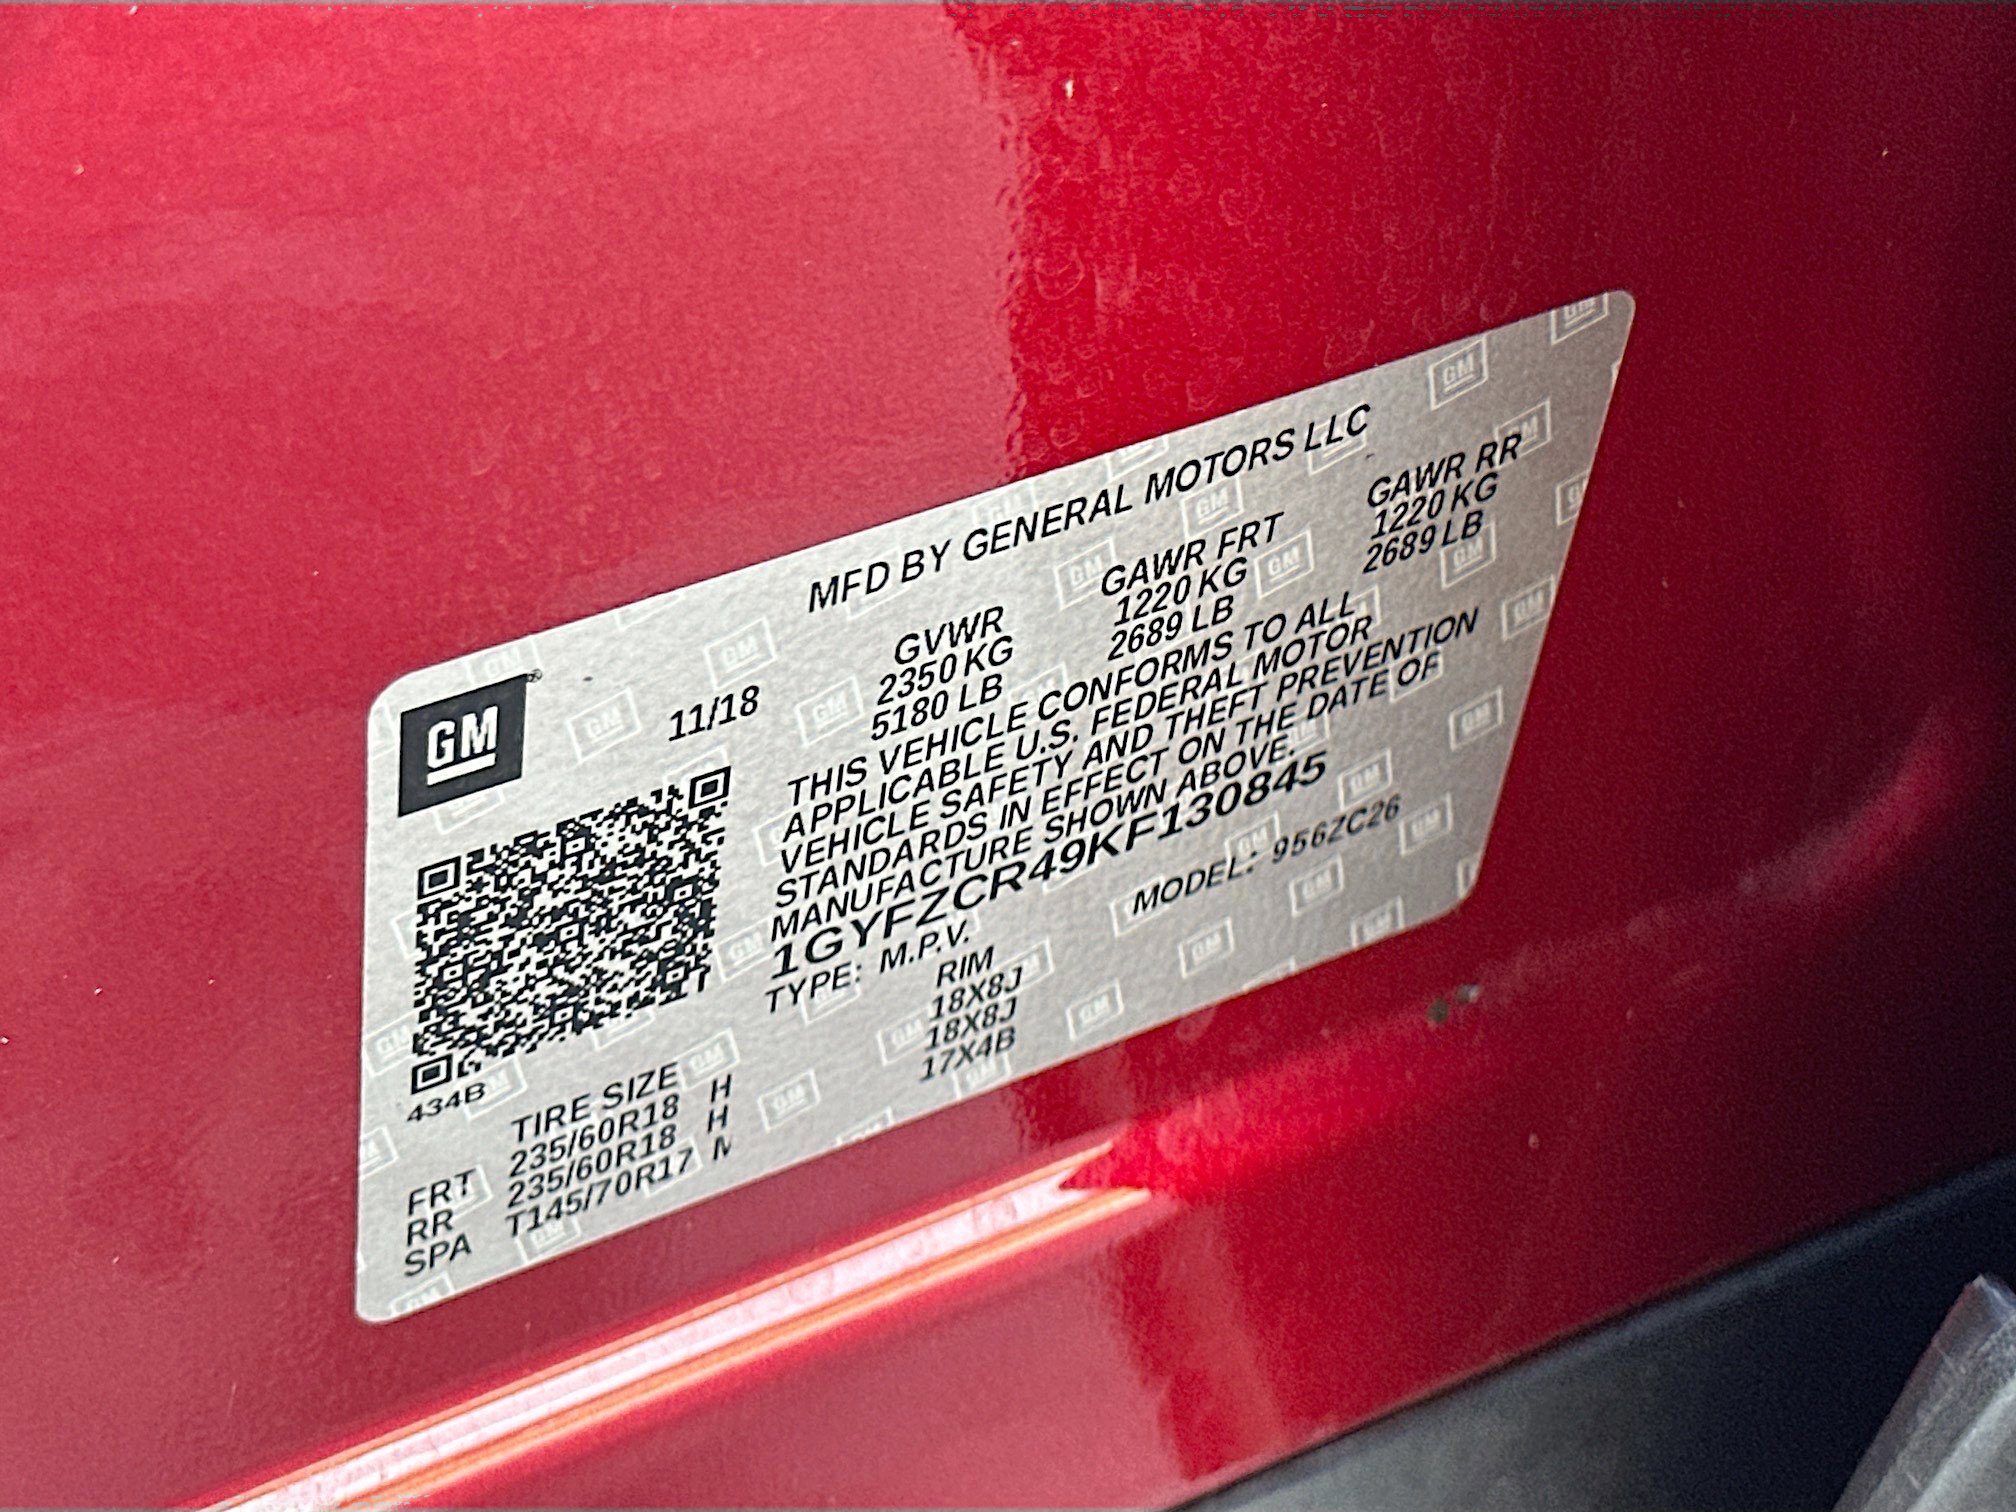 MFD BY GENERAL MOTORS LLC
GM
11/18
GVWR GAWR FRT GAWR RR
2350 KG 1220 KG 1220 KG
5180 LB 2689 LB 2689 LB
THIS VEHICLE CONFORMS TO ALL
APPLICABLE U.S. FEDERAL MOTOR
VEHICLE SAFETY AND THEFT PREVENTION
STANDARDS IN EFFECT ON THE DATE OF
MANUFACTURE SHOWN ABOVE.
1GYFZCR49KF130845
TYPE: M.P.V. MODEL: 956ZC26
434B
TIRE SIZE RIM
FRT 235/60R18 H 18X8J
RR 235/60R18 H 18X8J
SPA T145/70R17 M 17X4B